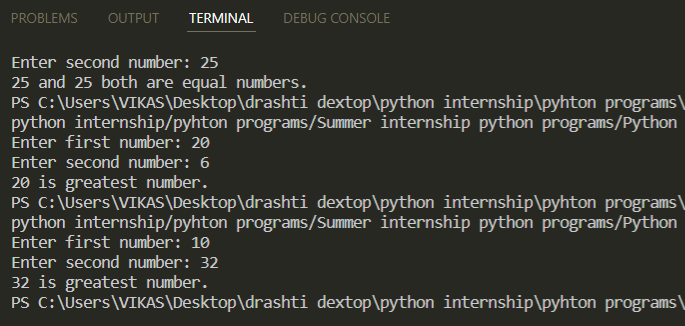 PROBLEMS OUTPUT TERMINAL DEBUG CONSOLE
Enter second number: 25
25 and 25 both are equal numbers.
PS C:\Users\VIKAS\Desktop\drashti dextop\python internship\pyhton programs\
python internship/pyhton programs/Summer internship python programs/Python
Enter first number: 20
Enter second number: 6
20 is greatest number.
PS C:\Users\VIKAS\Desktop\drashti dextop\python internship\pyhton programs\
python internship/pyhton programs/Summer internship python programs/Python
Enter first number: 10
Enter second number: 32
32 is greatest number.
PS C:\Users\VIKAS\Desktop\drashti dextop\python internship\pyhton programs\